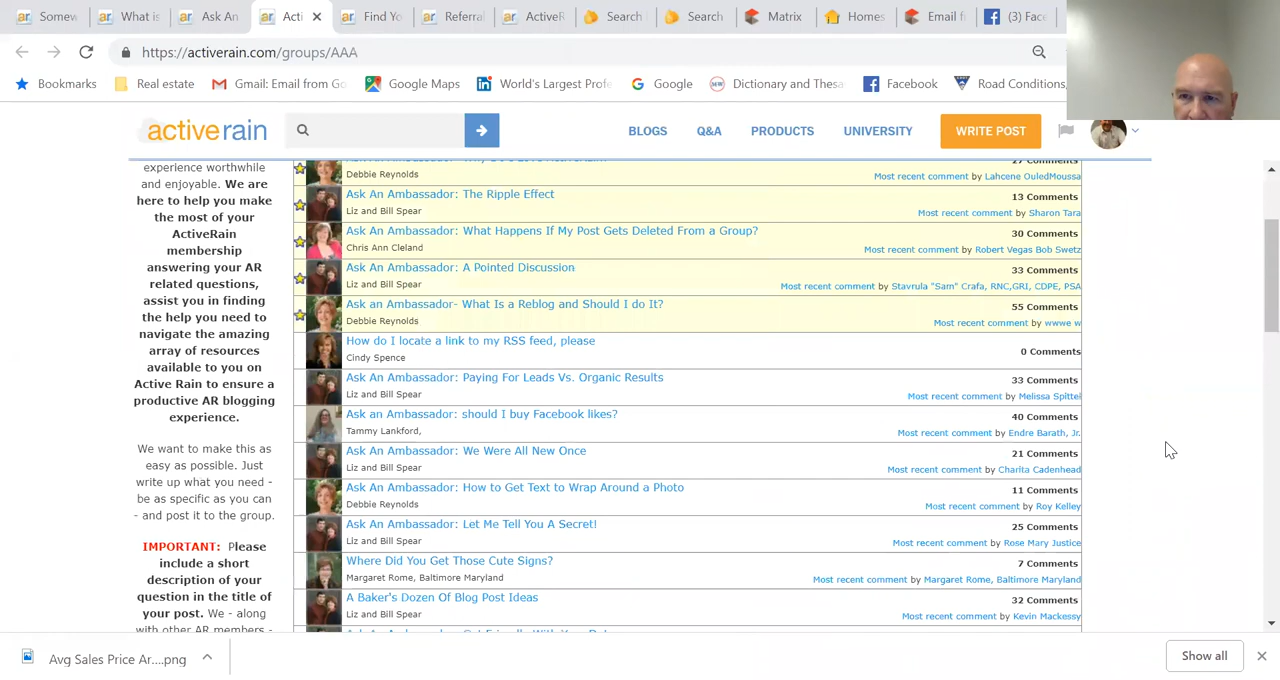 Somew
What is
Ask An
Acti
Find Yo
Referral
ActiveR
Search
Search
Matrix
Homes
Email f
(3) Fac
https://activerain.com/groups/AAA
Bookmarks
Real estate
Gmail: Email from Go
Google Maps
World's Largest Profe
Google
Dictionary and Thesa
Facebook
Road Conditions,
activerain
BLOGS
Q&A
PRODUCTS
UNIVERSITY
WRITE POST
experience worthwhile
and enjoyable. We are
here to help you make
the most of your
ActiveRain
membership
answering your AR
related questions,
assist you in finding
the help you need to
navigate the amazing
array of resources
available to you on
Active Rain to ensure a
productive AR blogging
experience.
We want to make this as
easy as possible. Just
write up what you need -
be as specific as you can
- and post it to the group.
IMPORTANT: Please
include a short
description of your
question in the title of
your post. We - along
with other AR members -
27 Comments
Debbie Reynolds
Most recent comment by Lahcene OuledMoussa
Ask An Ambassador: The Ripple Effect
13 Comments
Liz and Bill Spear
Most recent comment by Sharon Tara
Ask An Ambassador: What Happens If My Post Gets Deleted From a Group?
30 Comments
Chris Ann Cleland
Most recent comment by Robert Vegas Bob Swetz
Ask An Ambassador: A Pointed Discussion
33 Comments
Liz and Bill Spear
Most recent comment by Stavrula "Sam" Crafa, RNC,GRI, CDPE, PSA
Ask an Ambassador- What Is a Reblog and Should I do It?
55 Comments
Debbie Reynolds
Most recent comment by wwwe w
How do I locate a link to my RSS feed, please
0 Comments
Cindy Spence
Ask An Ambassador: Paying For Leads Vs. Organic Results
33 Comments
Liz and Bill Spear
Most recent comment by Melissa Spittel
Ask an Ambassador: should I buy Facebook likes?
40 Comments
Tammy Lankford,
Most recent comment by Endre Barath, Jr.
Ask An Ambassador: We Were All New Once
21 Comments
Liz and Bill Spear
Most recent comment by Charita Cadenhead
Ask An Ambassador: How to Get Text to Wrap Around a Photo
11 Comments
Debbie Reynolds
Most recent comment by Roy Kelley
Ask An Ambassador: Let Me Tell You A Secret!
25 Comments
Liz and Bill Spear
Most recent comment by Rose Mary Justice
Where Did You Get Those Cute Signs?
7 Comments
Margaret Rome, Baltimore Maryland
Most recent comment by Margaret Rome, Baltimore Maryland
A Baker's Dozen Of Blog Post Ideas
32 Comments
Liz and Bill Spear
Most recent comment by Kevin Mackessy
Avg Sales Price Ar....png
Show all